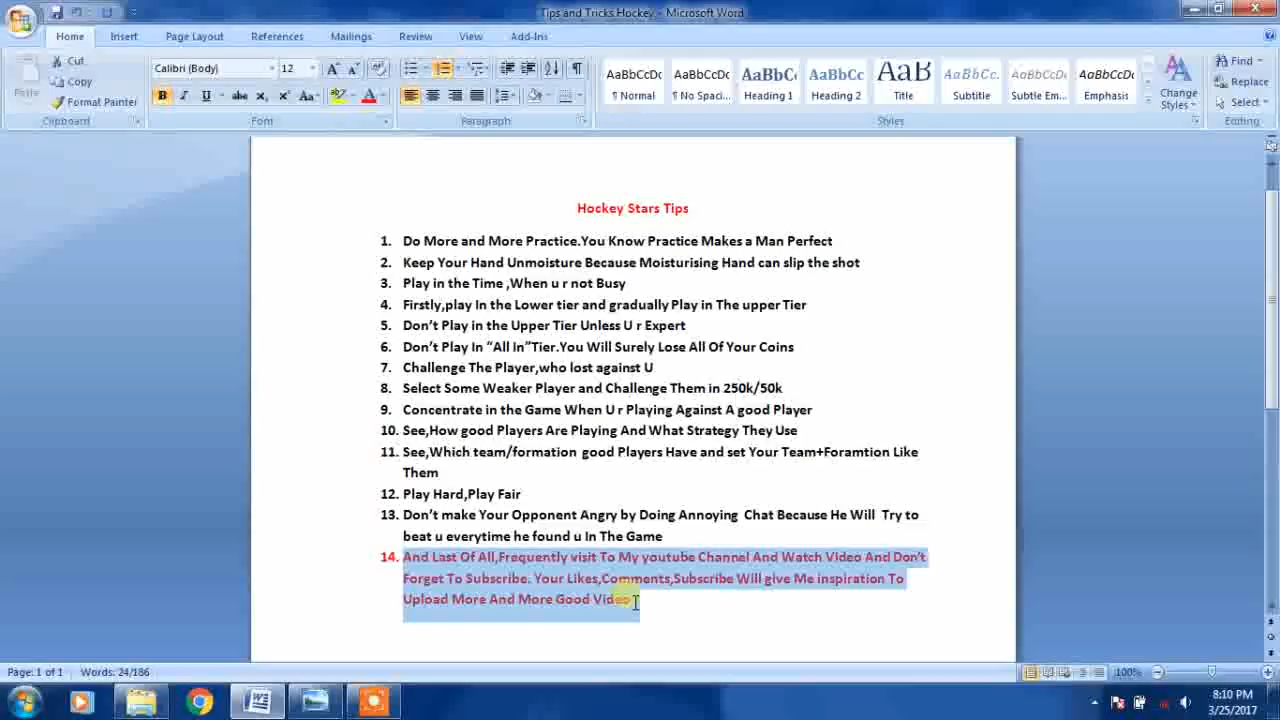 Tips and Tricks Hockey - Microsoft Word
Home Insert Page Layout References Mailings Review View Add-Ins
Cut
Copy
Paste
Format Painter
Clipboard
Calibri (Body) 12
Font
Paragraph
AaBbCcDc AaBbCcDc AaBbCc AaBbCc AaB AaBbCc. AaBbCcDc AaBbCcDc
¶ Normal ¶ No Spaci... Heading 1 Heading 2 Title Subtitle Subtle Em... Emphasis
Change Styles
Styles
Find
Replace
Select
Editing
Hockey Stars Tips
1. Do More and More Practice.You Know Practice Makes a Man Perfect
2. Keep Your Hand Unmoisture Because Moisturising Hand can slip the shot
3. Play in the Time ,When u r not Busy
4. Firstly,play In the Lower tier and gradually Play in The upper Tier
5. Don’t Play in the Upper Tier Unless U r Expert
6. Don’t Play In “All In”Tier.You Will Surely Lose All Of Your Coins
7. Challenge The Player,who lost against U
8. Select Some Weaker Player and Challenge Them in 250k/50k
9. Concentrate in the Game When U r Playing Against A good Player
10. See,How good Players Are Playing And What Strategy They Use
11. See,Which team/formation good Players Have and set Your Team+Foramtion Like
Them
12. Play Hard,Play Fair
13. Don’t make Your Opponent Angry by Doing Annoying Chat Because He Will Try to
beat u everytime he found u In The Game
14. And Last Of All,Frequently visit To My youtube Channel And Watch Video And Don’t
Forget To Subscribe. Your Likes,Comments,Subscribe Will give Me inspiration To
Upload More And More Good Video
Page: 1 of 1 Words: 24/186 100%
8:10 PM
3/25/2017